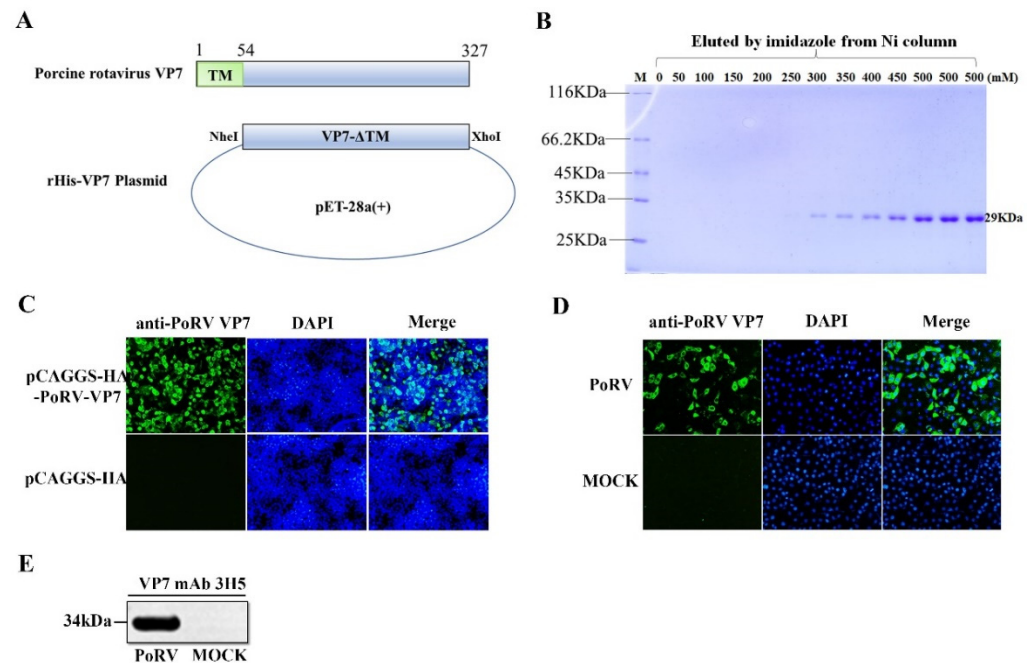 A
1 54 327
Porcine rotavirus VP7
TM
NheI
VP7-ΔTM
XhoI
rHis-VP7 Plasmid
pET-28a(+)
B
Eluted by imidazole from Ni column
M 0 50 100 150 200 250 300 350 400 450 500 500 500 (mM)
116KDa
66.2KDa
45KDa
35KDa
29KDa
25KDa
C
anti-PoRV VP7 DAPI Merge
pCAGGS-HA
-PoRV-VP7
pCAGGS-HA
D
anti-PoRV VP7 DAPI Merge
PoRV
MOCK
E
VP7 mAb 3H5
34kDa
PoRV MOCK